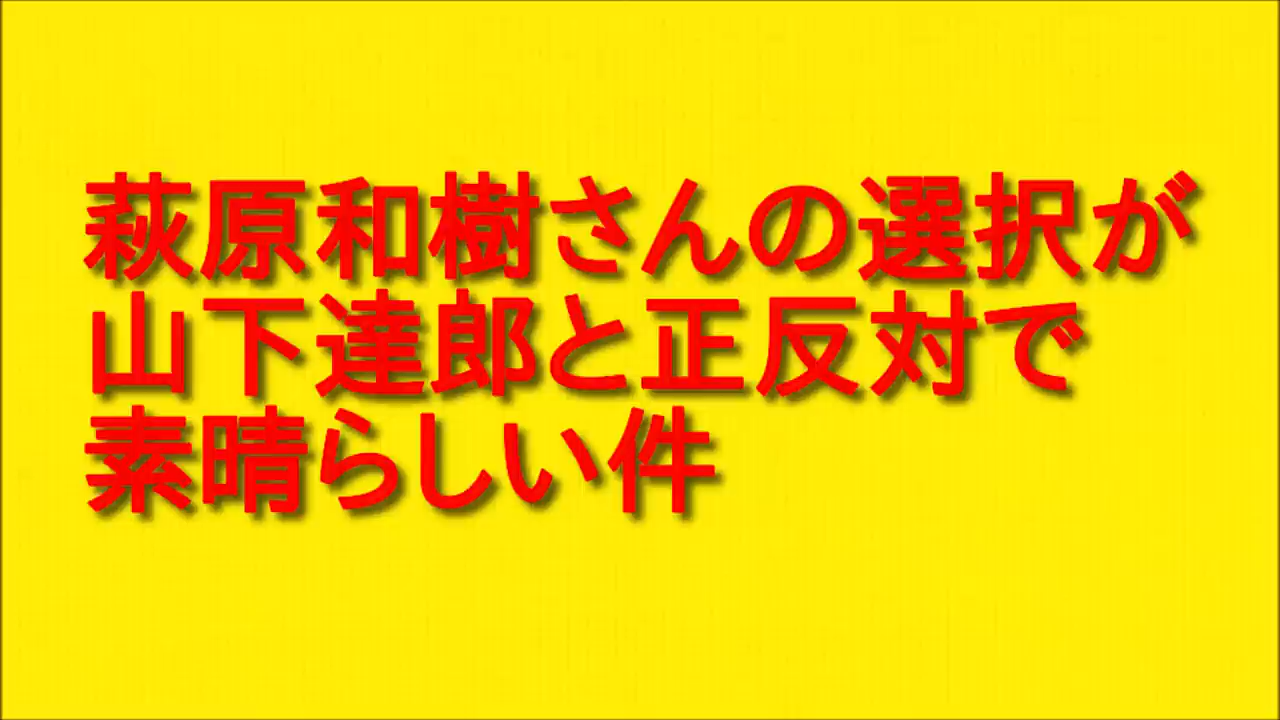 萩原和樹さんの選択が
山下達郎と正反対で
素晴らしい件